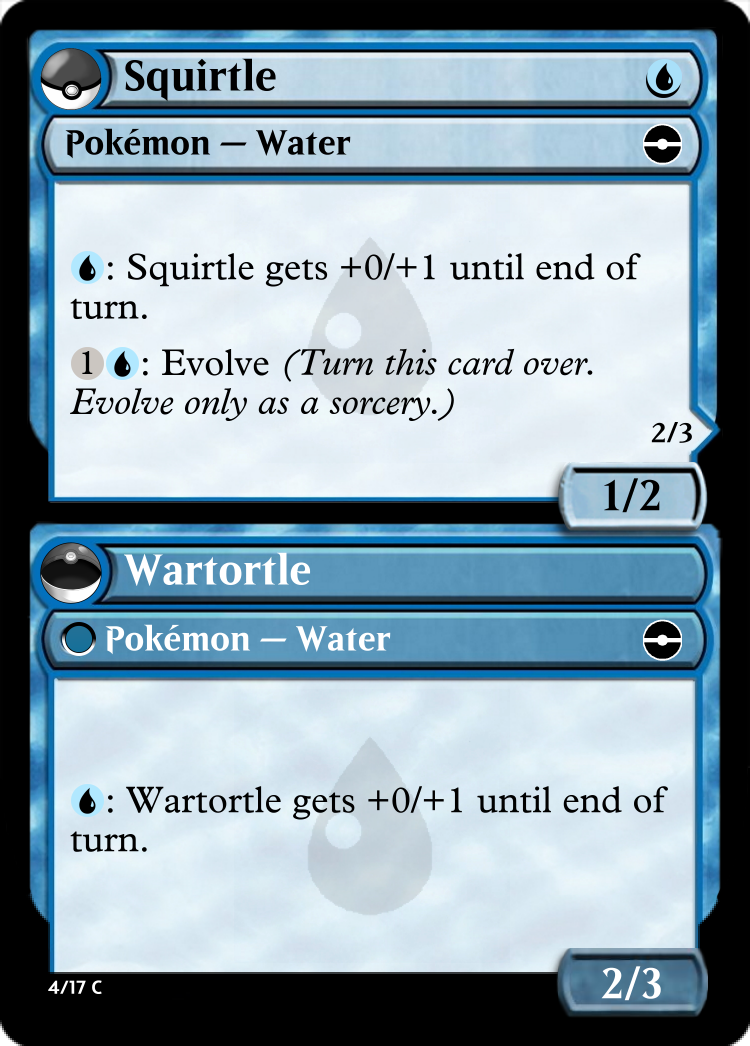 Squirtle
Pokémon — Water
: Squirtle gets +0/+1 until end of
turn.
1 : Evolve (Turn this card over.
Evolve only as a sorcery.)
2/3
1/2
Wartortle
Pokémon — Water
: Wartortle gets +0/+1 until end of
turn.
2/3
4/17 C